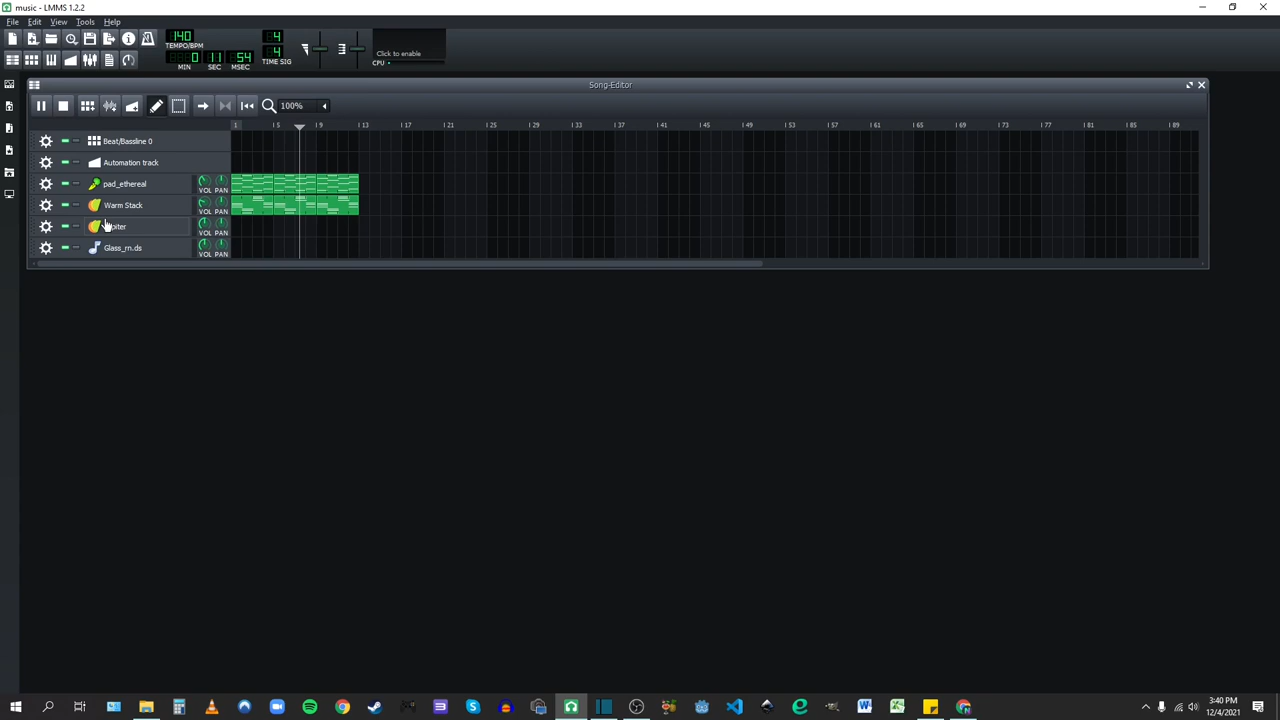 music - LMMS 1.2.2
File Edit View Tools Help
140
TEMPO/BPM
0 11 54
MIN SEC MSEC
4
4
TIME SIG
Click to enable
CPU
Song-Editor
100%
1 5 9 13 17 21 25 29 33 37 41 45 49 53 57 61 65 69 73 77 81 85 89
Beat/Bassline 0
Automation track
pad_ethereal VOL PAN
Warm Stack VOL PAN
piter VOL PAN
Glass_rn.ds VOL PAN
3:40 PM
12/4/2021